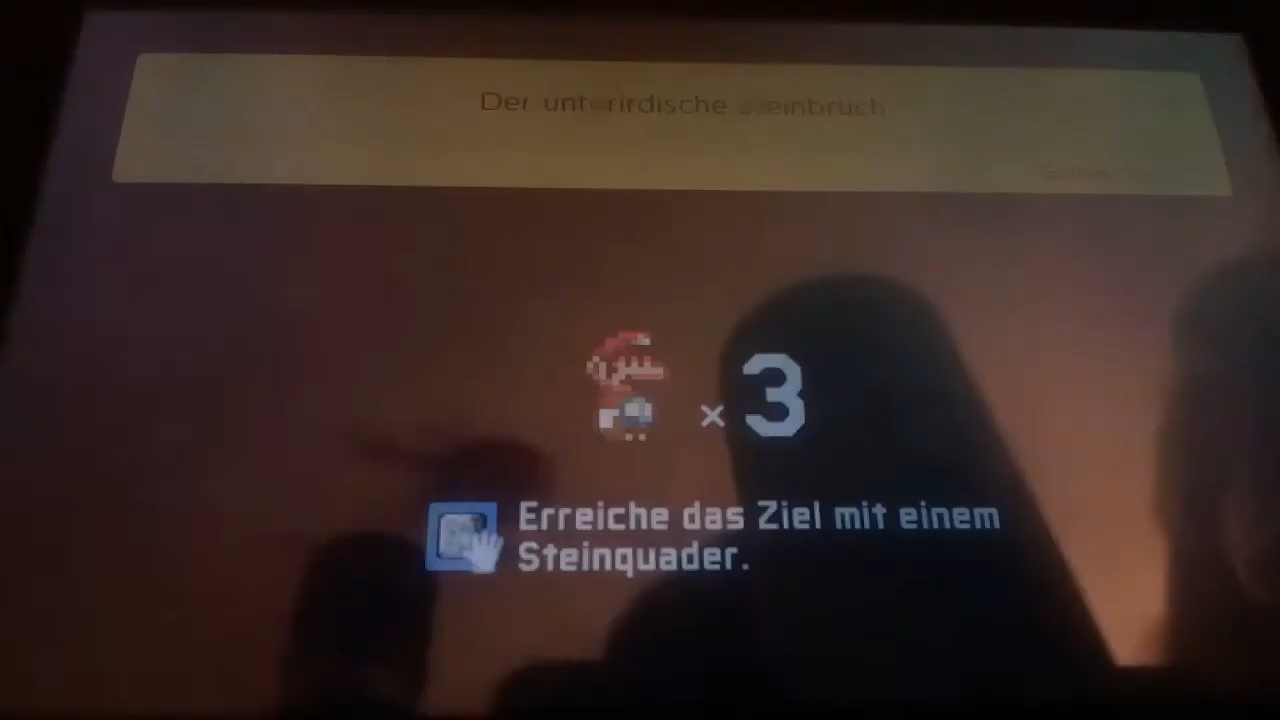 Der unterirdische Steinbruch
× 3
Erreiche das Ziel mit einem
Steinquader.